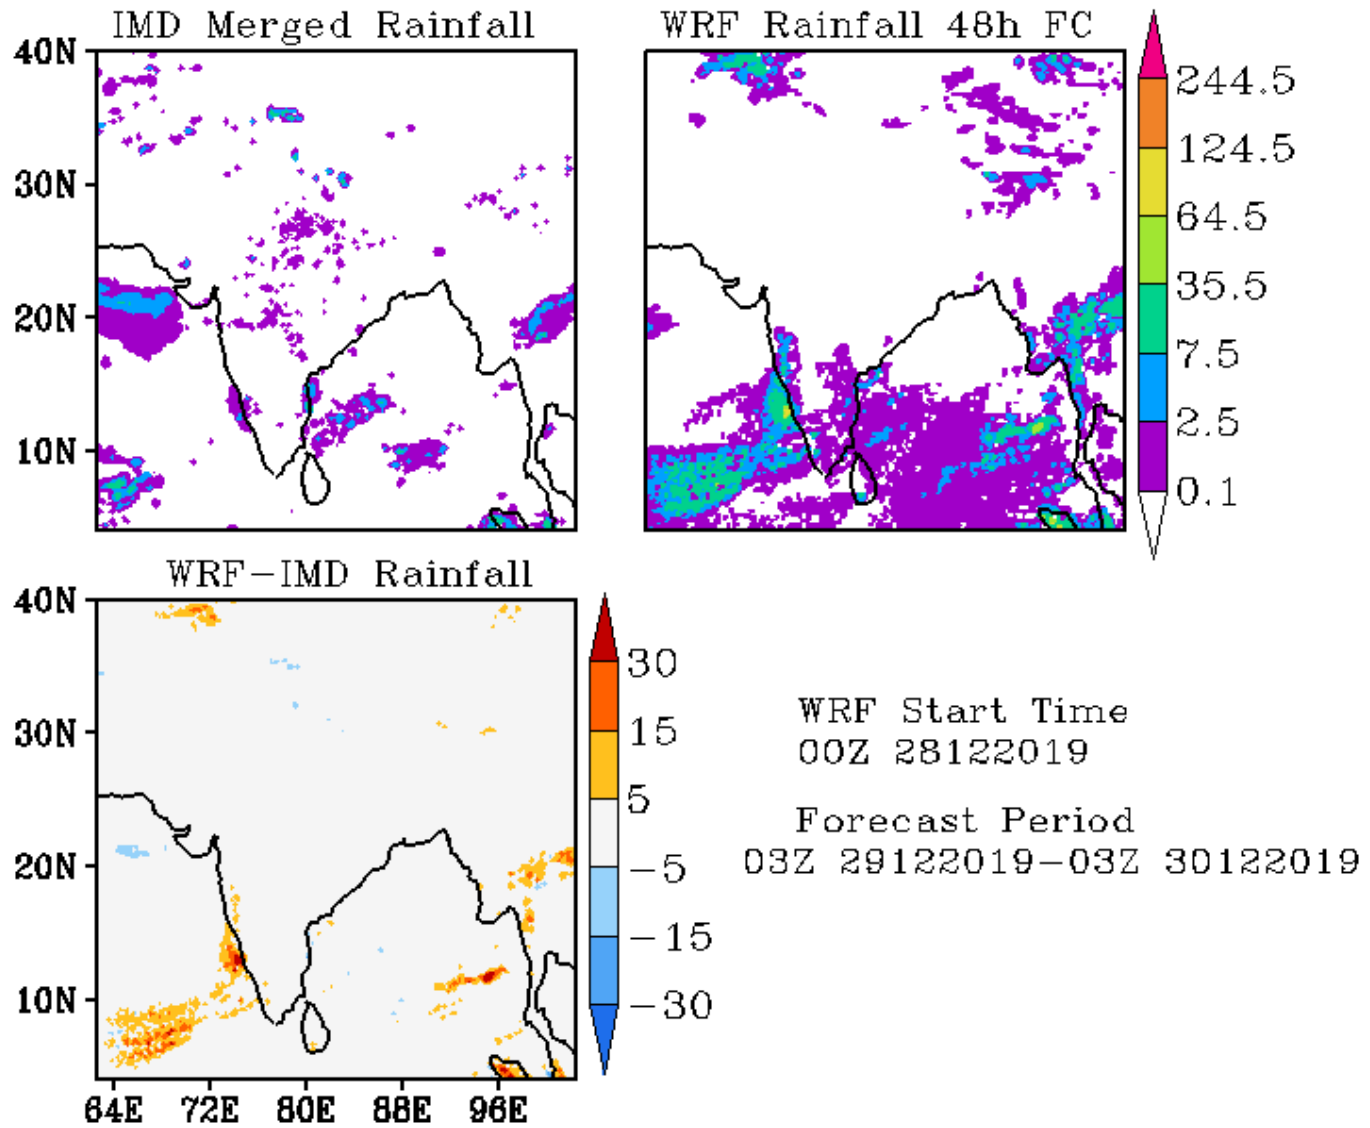 IMD Merged Rainfall
WRF Rainfall 48h FC
40N
30N
20N
10N
244.5
124.5
64.5
35.5
7.5
2.5
0.1
WRF-IMD Rainfall
40N
30N
20N
10N
64E 72E 80E 88E 96E
30
15
5
-5
-15
-30
WRF Start Time
00Z 28122019
Forecast Period
03Z 29122019-03Z 30122019